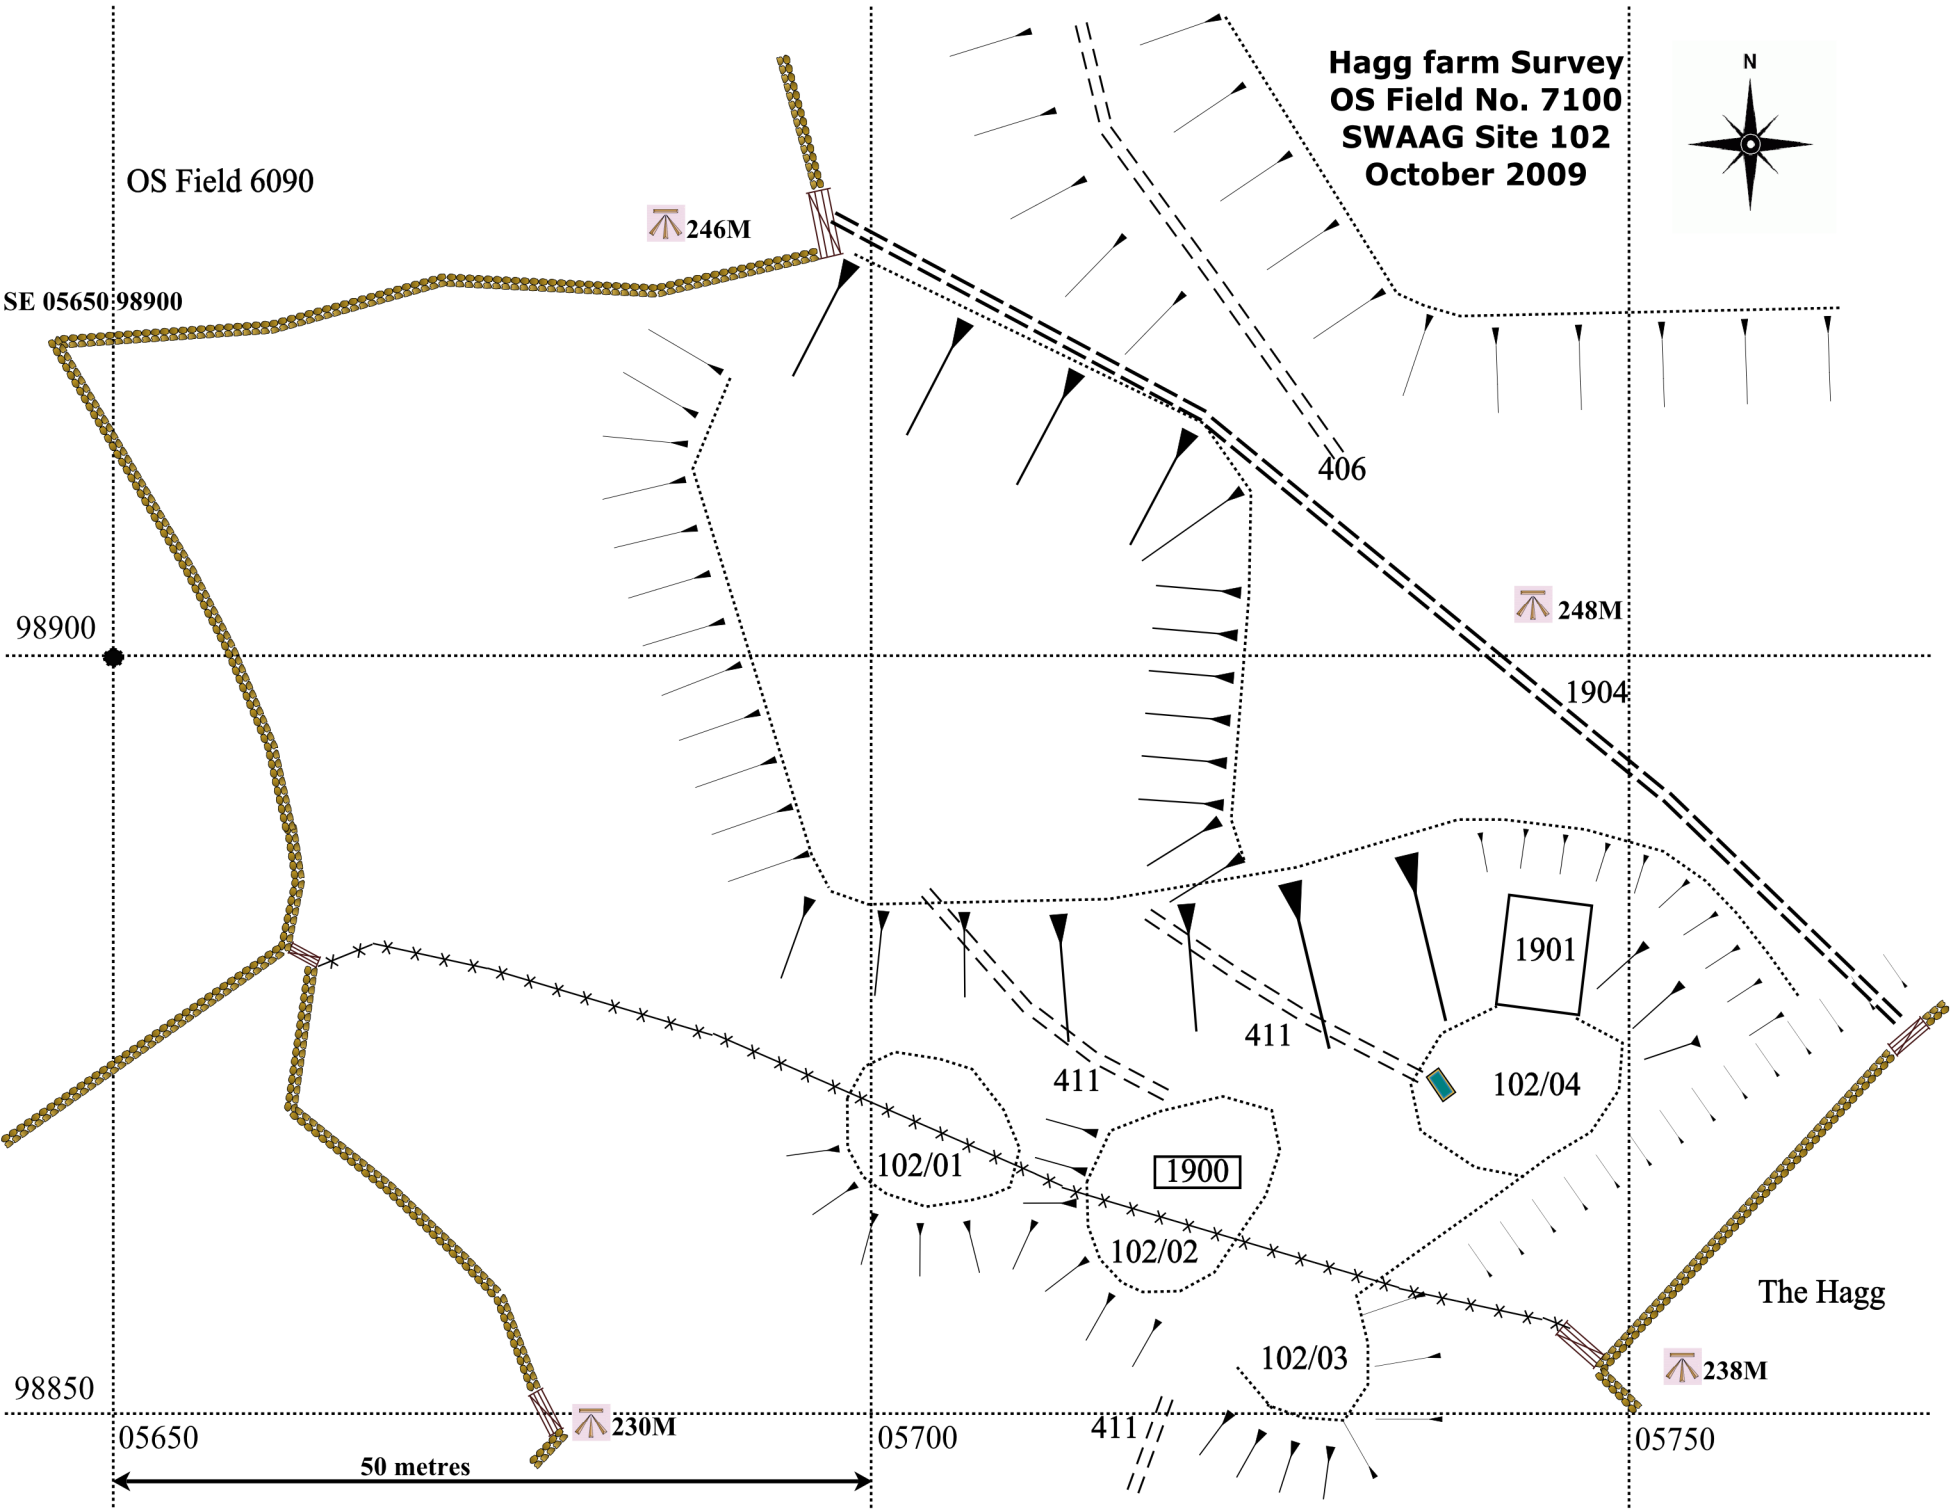 Hagg farm Survey
OS Field No. 7100
SWAAG Site 102
October 2009
N
OS Field 6090
246M
SE 05650 98900
406
248M
98900
1904
1901
411
411
102/04
102/01
1900
102/02
The Hagg
102/03
238M
98850
411
230M
05650
05700
05750
50 metres